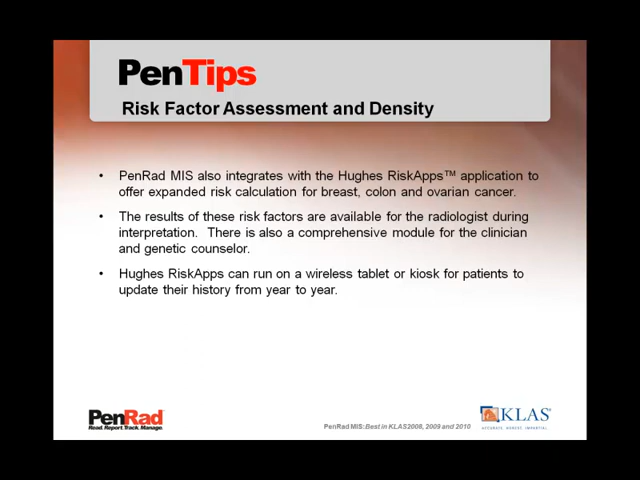 PenTips
Risk Factor Assessment and Density
• PenRad MIS also integrates with the Hughes RiskApps™ application to
offer expanded risk calculation for breast, colon and ovarian cancer.
• The results of these risk factors are available for the radiologist during
interpretation. There is also a comprehensive module for the clinician
and genetic counselor.
• Hughes RiskApps can run on a wireless tablet or kiosk for patients to
update their history from year to year.
PenRad
Read. Report. Track. Manage.
PenRad MIS:Best in KLAS2008, 2009 and 2010
KLAS
ACCURATE, HONEST, IMPARTIAL